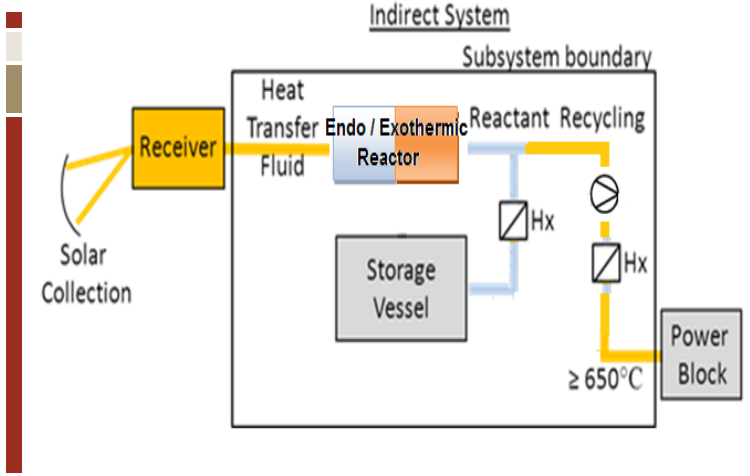 Indirect System
Subsystem boundary
Heat
Transfer
Fluid
Receiver
Endo / Exothermic
Reactor
Reactant Recycling
Solar
Collection
Storage
Vessel
Hx
Hx
≥ 650°C
Power
Block